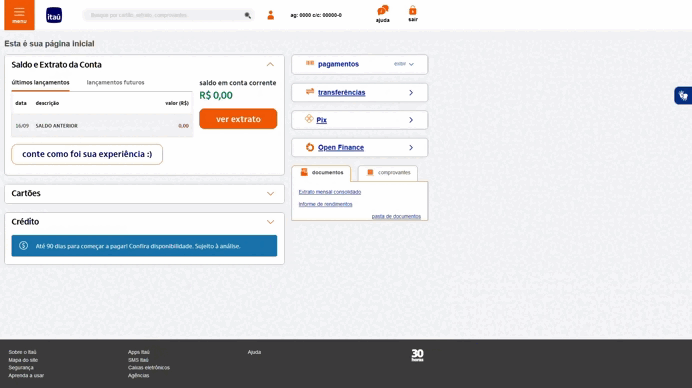 menu
itaú
Busque por crédito, extrato, comprovantes...
ag: 0000 c/c: 00000-0
ajuda
sair
Esta é sua página inicial
Saldo e Extrato da Conta
últimos lançamentos
lançamentos futuros
data descrição valor (R$)
16/09 SALDO ANTERIOR 0,00
saldo em conta corrente
R$ 0,00
ver extrato
conte como foi sua experiência :)
Cartões
Crédito
Até 90 dias para começar a pagar! Confira disponibilidade. Sujeito à análise.
pagamentos
exibir
transferências
Pix
Open Finance
documentos
comprovantes
Extrato mensal consolidado
Informe de rendimentos
pasta de documentos
Sobre o Itaú
Mapa do site
Segurança
Aprenda a usar
Apps Itaú
SMS Itaú
Caixas eletrônicos
Agências
Ajuda
30
horas